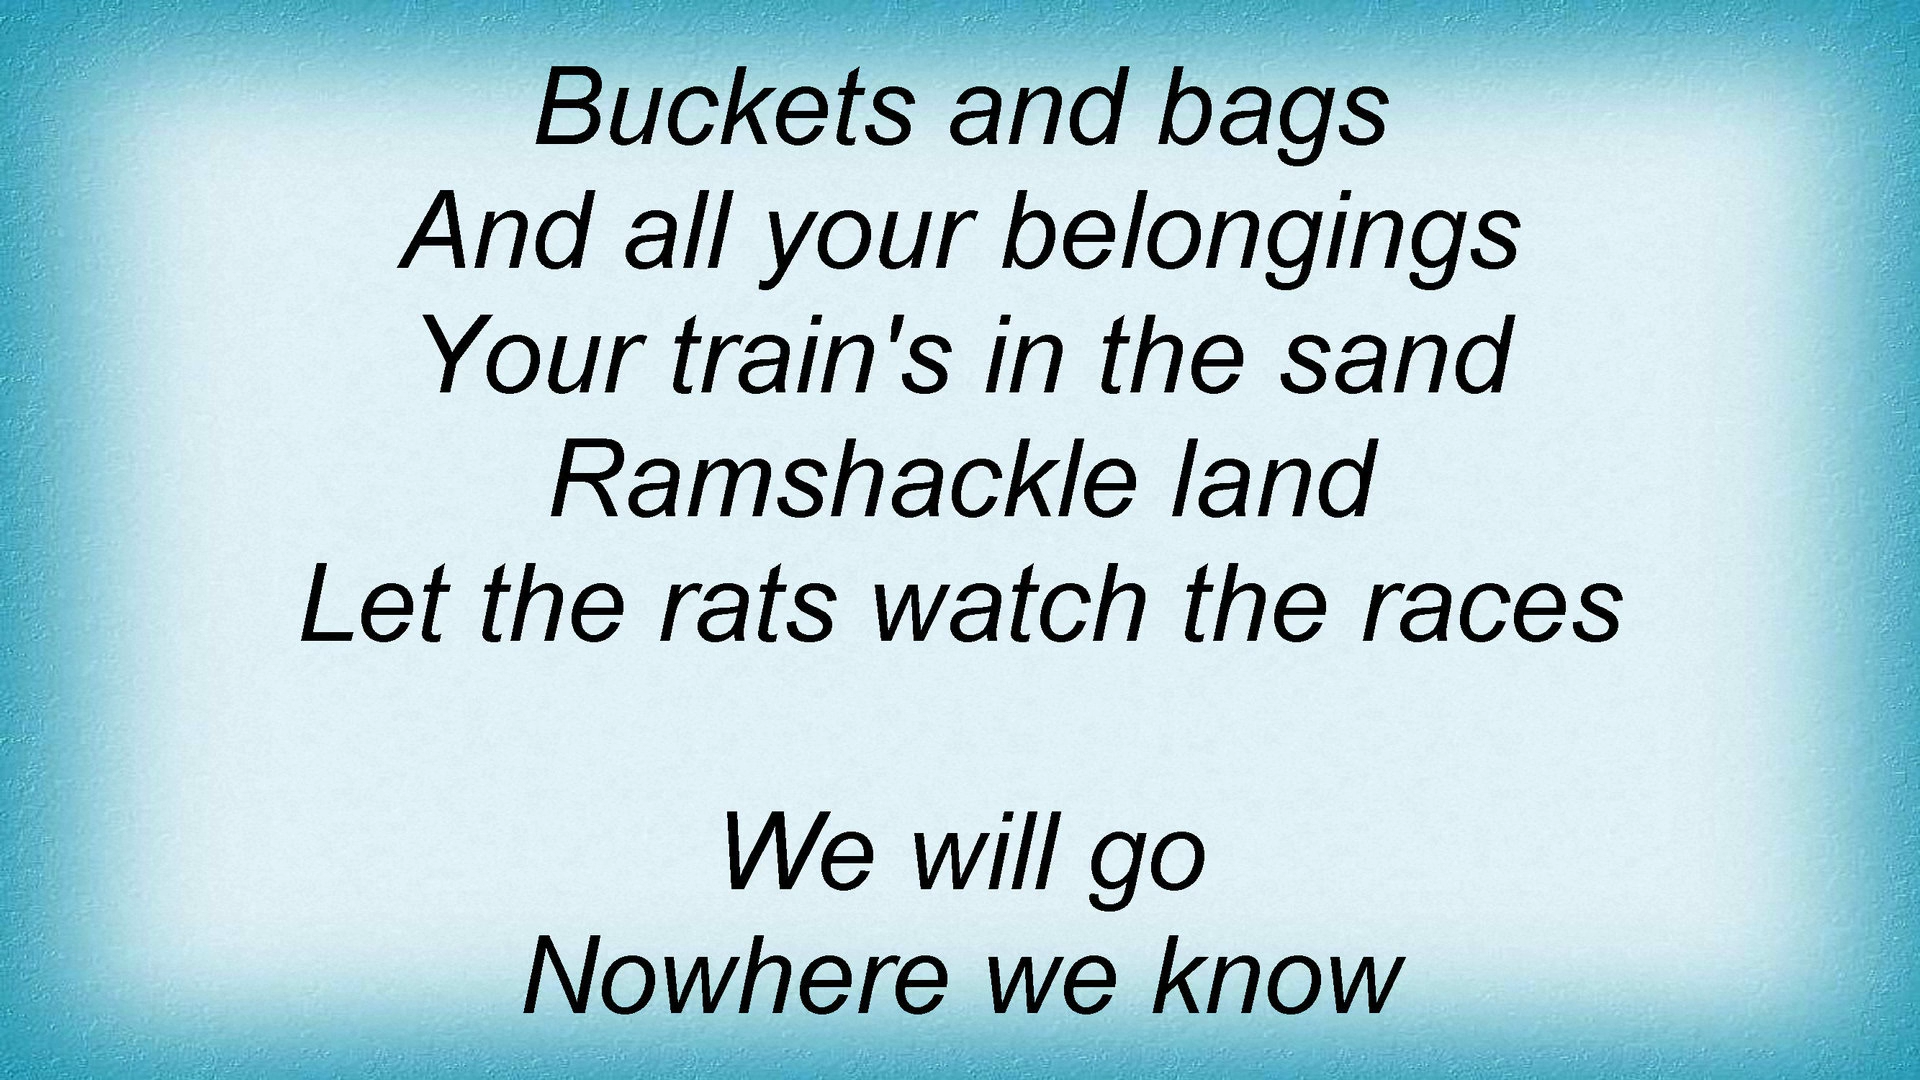 Buckets and bags
And all your belongings
Your train's in the sand
Ramshackle land
Let the rats watch the races
We will go
Nowhere we know